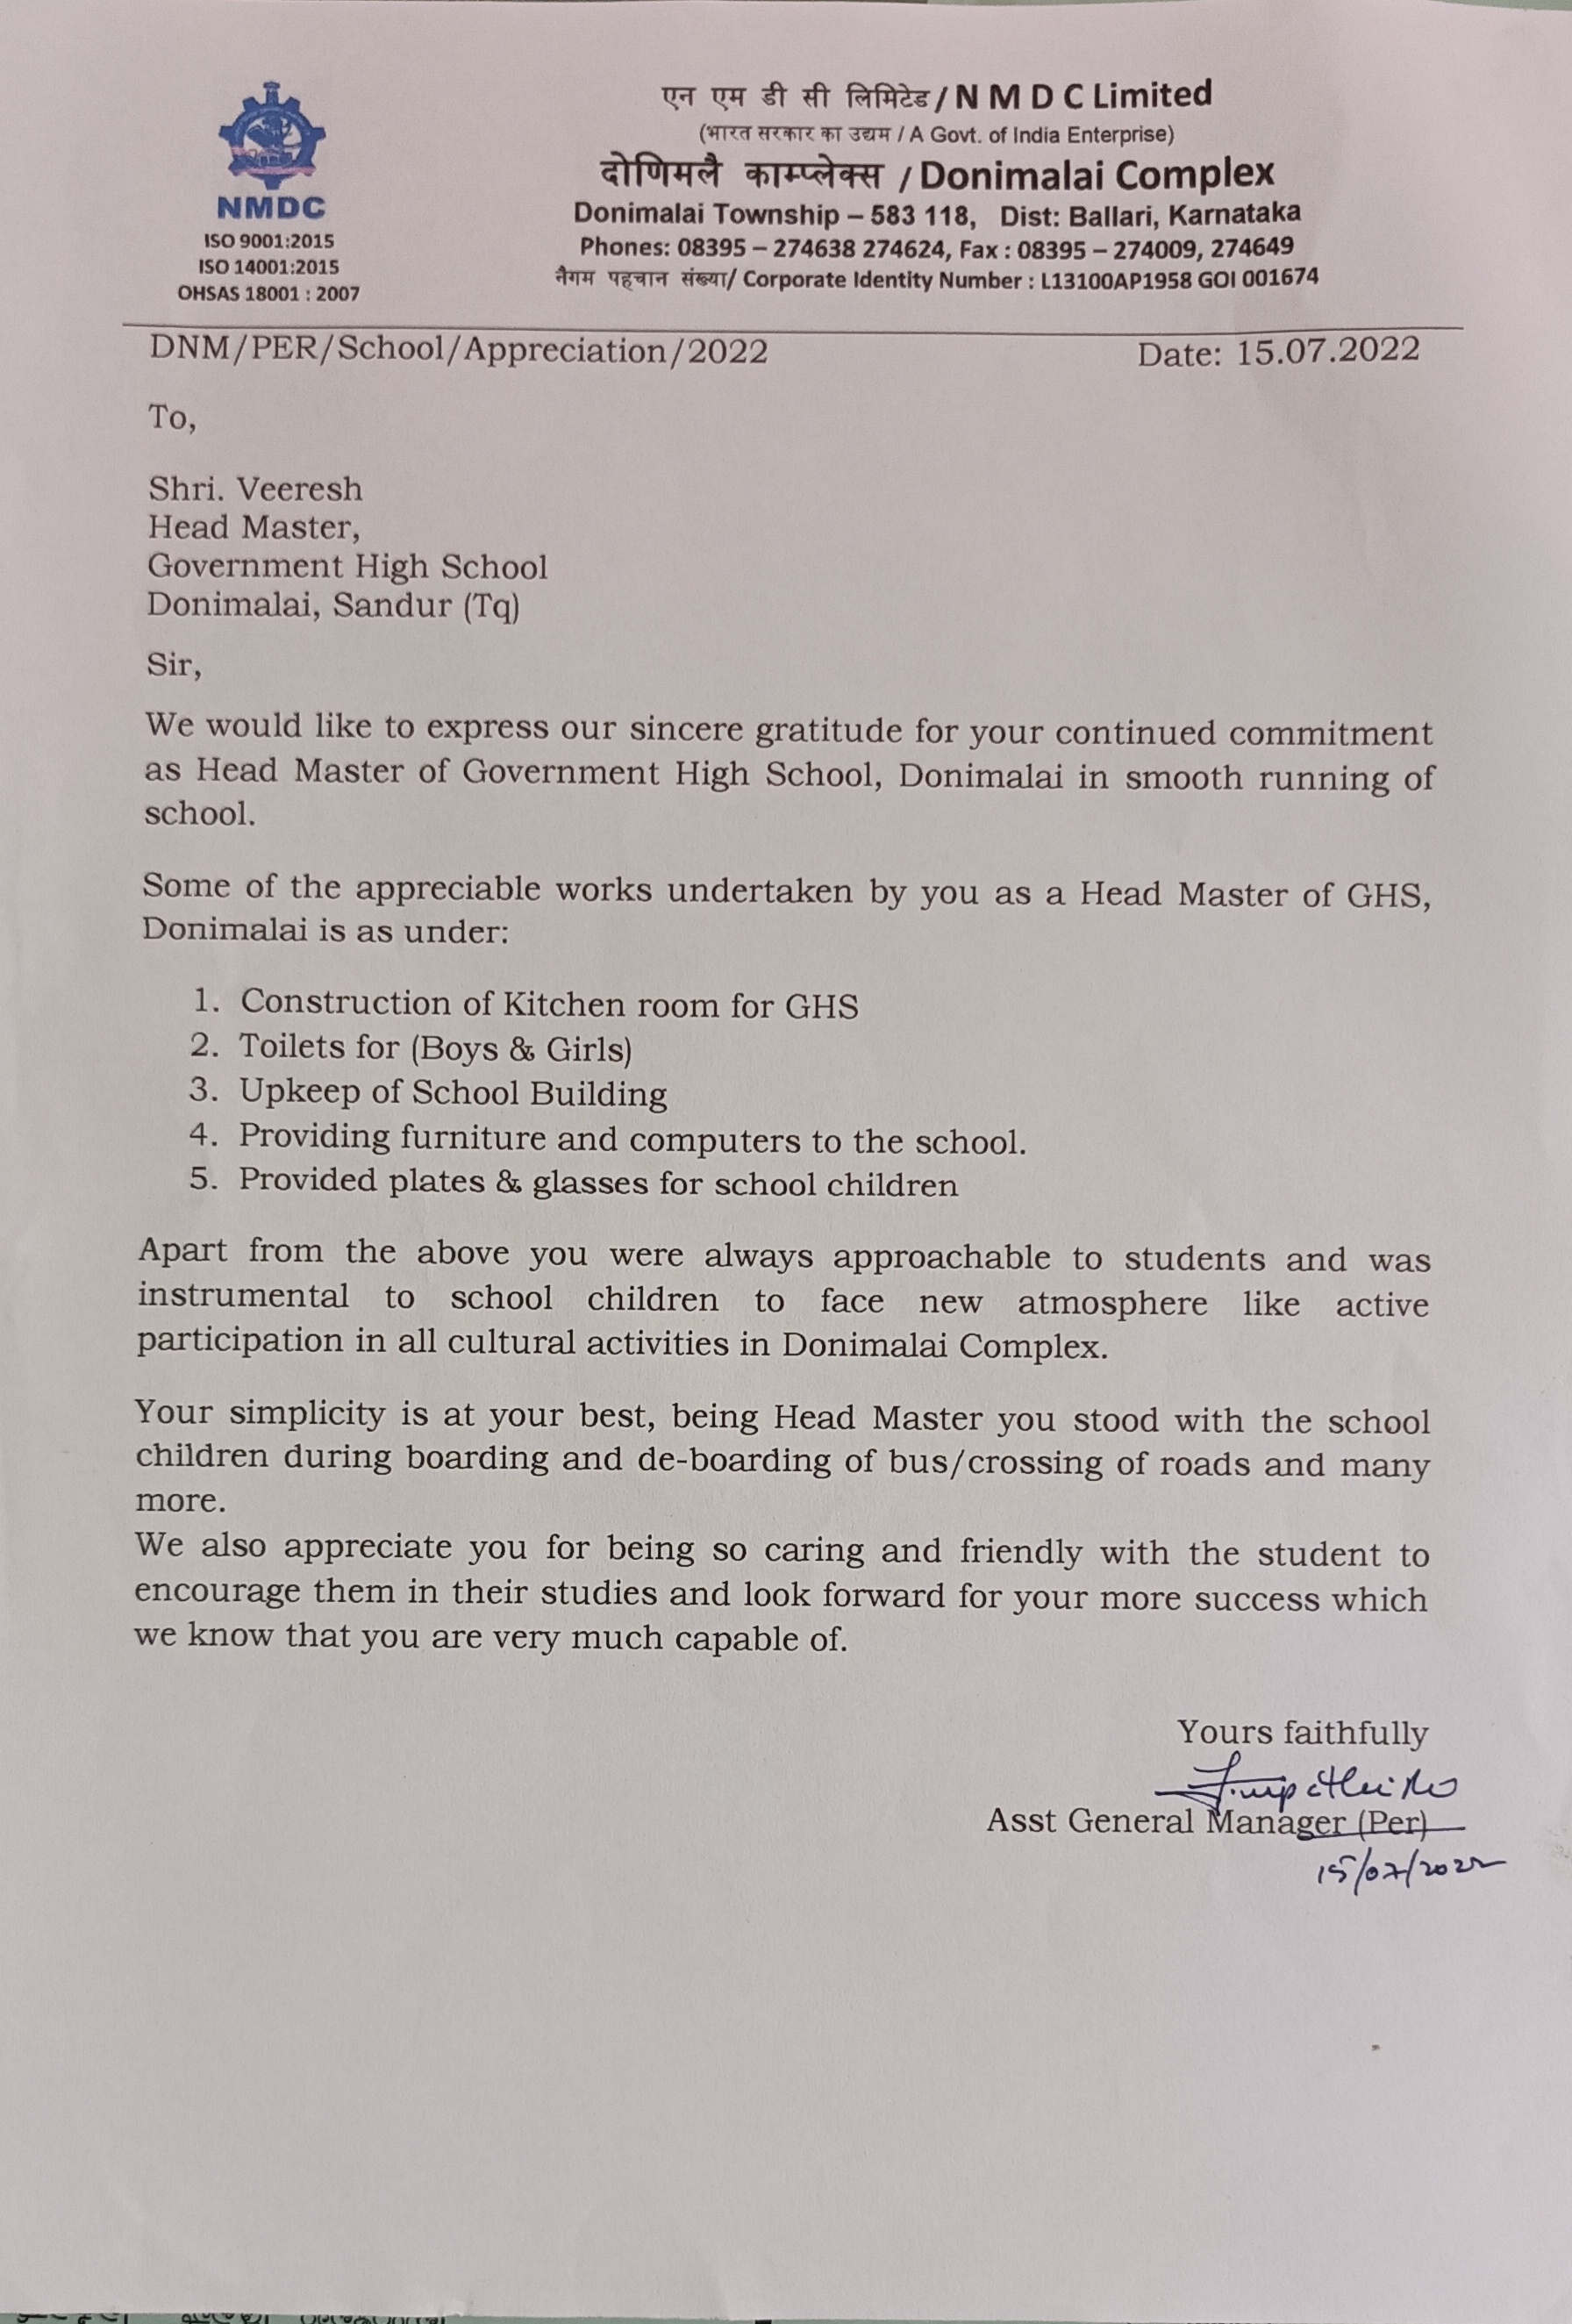 एन एम डी सी लिमिटेड / N M D C Limited
(भारत सरकार का उद्यम / A Govt. of India Enterprise)
दोणिमलै काम्प्लेक्स / Donimalai Complex
Donimalai Township – 583 118, Dist: Ballari, Karnataka
Phones: 08395 – 274638 274624, Fax : 08395 – 274009, 274649
नैगम पहचान संख्या/ Corporate Identity Number : L13100AP1958 GOI 001674
NMDC
ISO 9001:2015
ISO 14001:2015
OHSAS 18001 : 2007
DNM/PER/School/Appreciation/2022 Date: 15.07.2022
To,
Shri. Veeresh
Head Master,
Government High School
Donimalai, Sandur (Tq)
Sir,
We would like to express our sincere gratitude for your continued commitment
as Head Master of Government High School, Donimalai in smooth running of
school.
Some of the appreciable works undertaken by you as a Head Master of GHS,
Donimalai is as under:
1. Construction of Kitchen room for GHS
2. Toilets for (Boys & Girls)
3. Upkeep of School Building
4. Providing furniture and computers to the school.
5. Provided plates & glasses for school children
Apart from the above you were always approachable to students and was
instrumental to school children to face new atmosphere like active
participation in all cultural activities in Donimalai Complex.
Your simplicity is at your best, being Head Master you stood with the school
children during boarding and de-boarding of bus/crossing of roads and many
more.
We also appreciate you for being so caring and friendly with the student to
encourage them in their studies and look forward for your more success which
we know that you are very much capable of.
Yours faithfully
Asst General Manager (Per)
15/07/2022